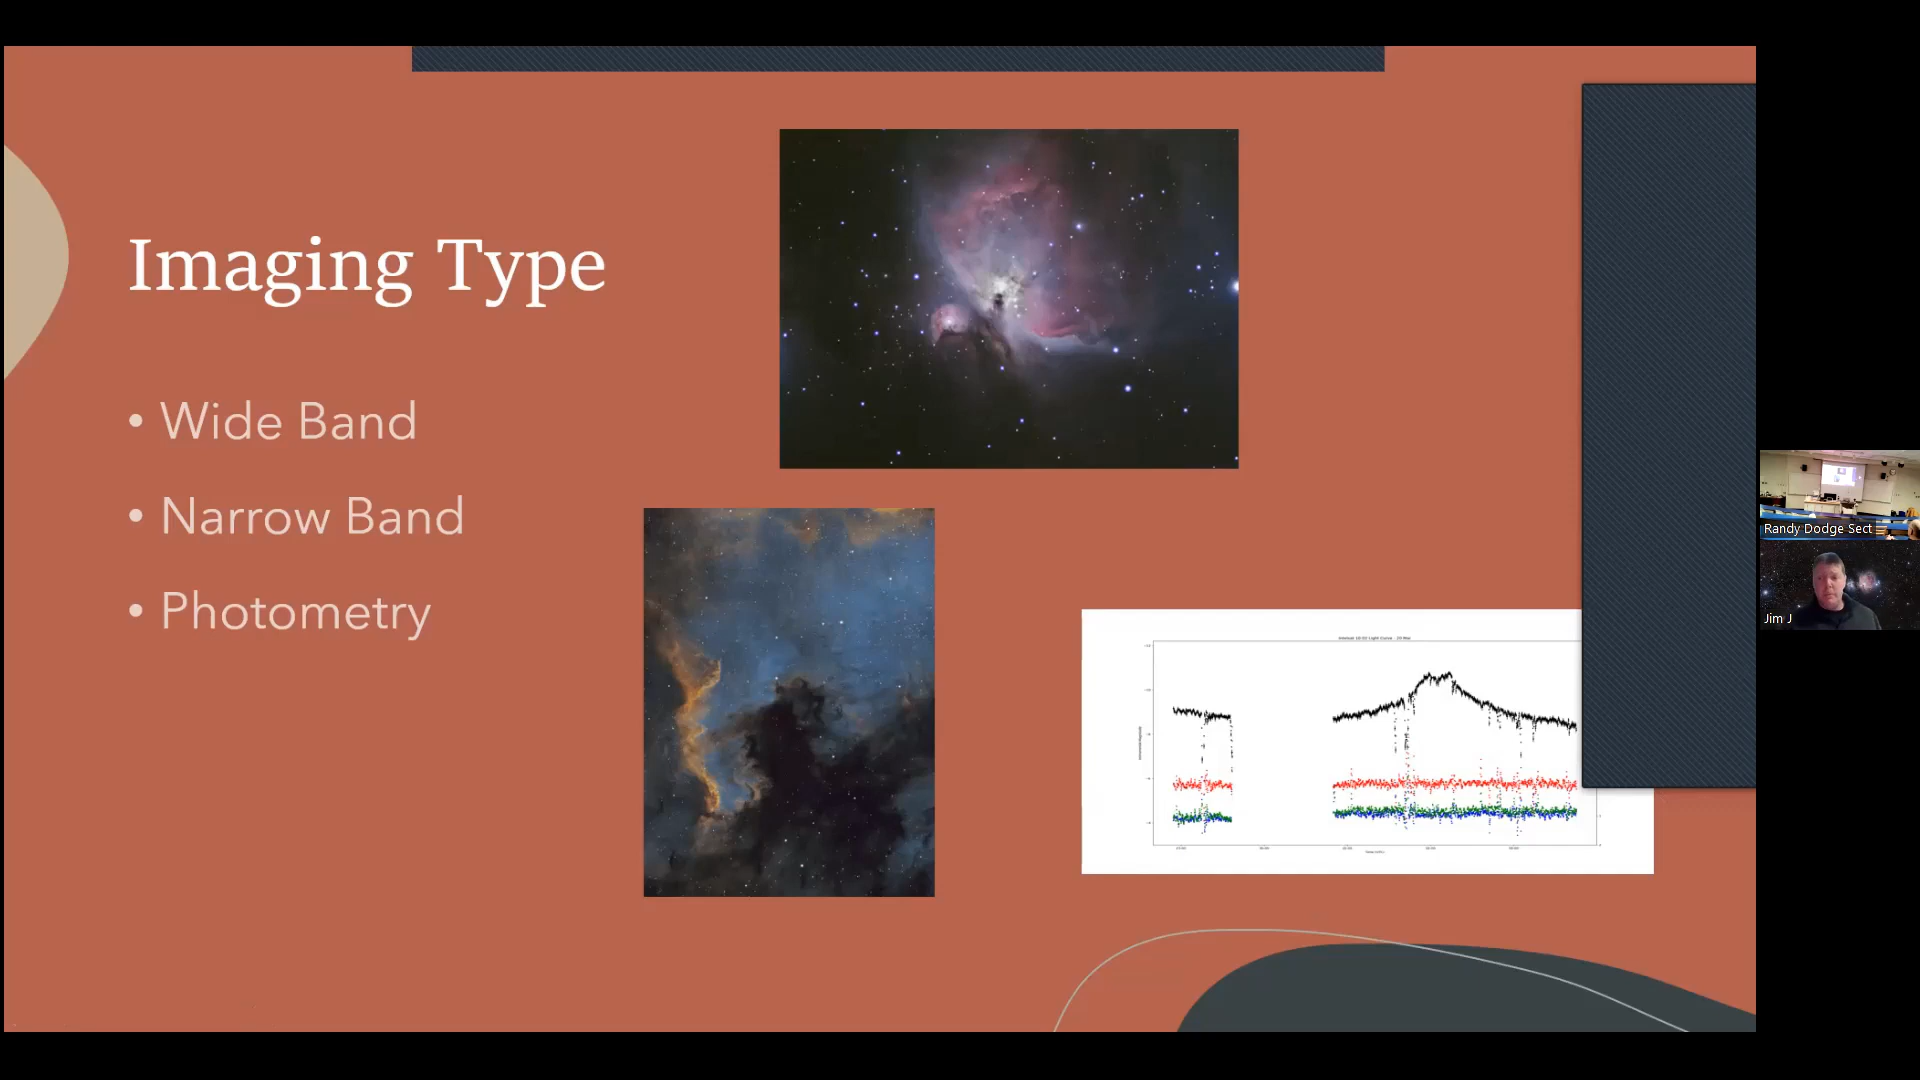 Imaging Type
• Wide Band
• Narrow Band
• Photometry
Randy Dodge Sect
Jim J